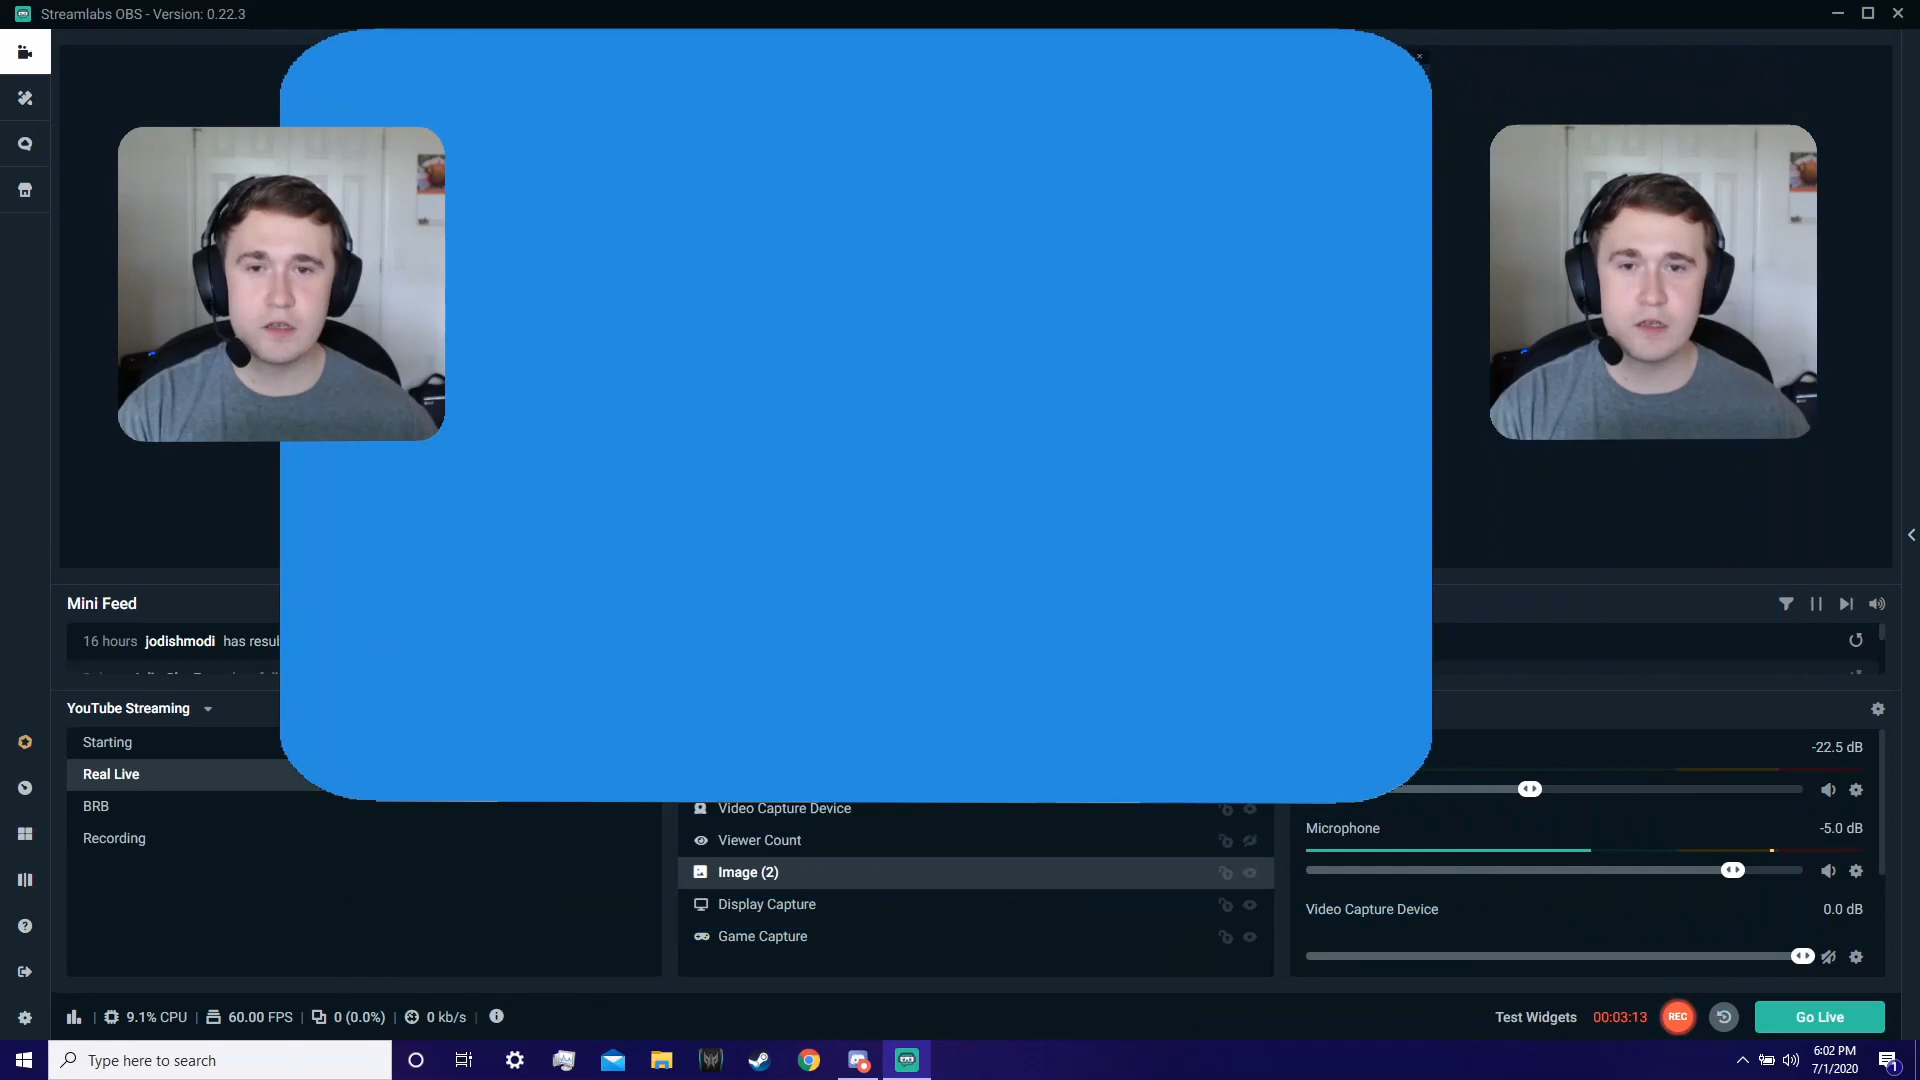 Streamlabs OBS - Version: 0.22.3
Mini Feed
16 hours jodishmodi has resul
YouTube Streaming
Starting
Real Live
BRB
Recording
Video Capture Device
Viewer Count
Image (2)
Display Capture
Game Capture
-22.5 dB
Microphone -5.0 dB
Video Capture Device 0.0 dB
9.1% CPU 60.00 FPS 0 (0.0%) 0 kb/s
Test Widgets 00:03:13 REC Go Live
Type here to search
6:02 PM
7/1/2020
1